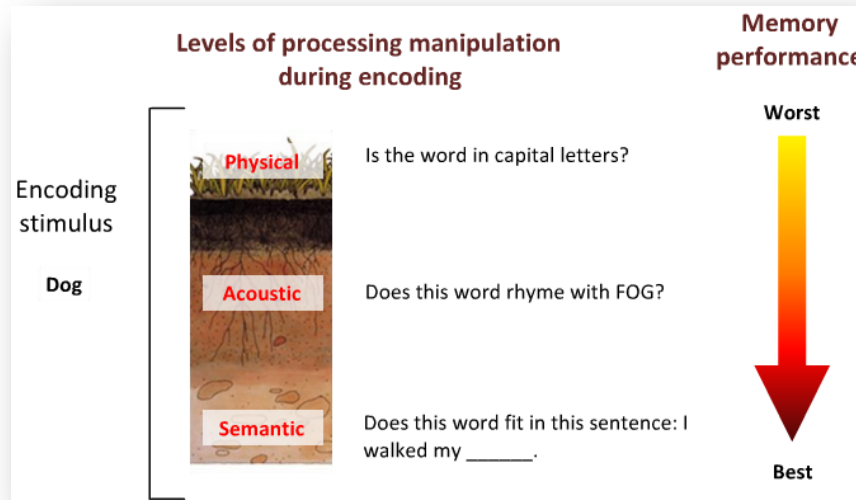 Levels of processing manipulation
during encoding
Memory
performance
Worst
Encoding
stimulus
Dog
Physical
Is the word in capital letters?
Acoustic
Does this word rhyme with FOG?
Semantic
Does this word fit in this sentence: I
walked my ______.
Best